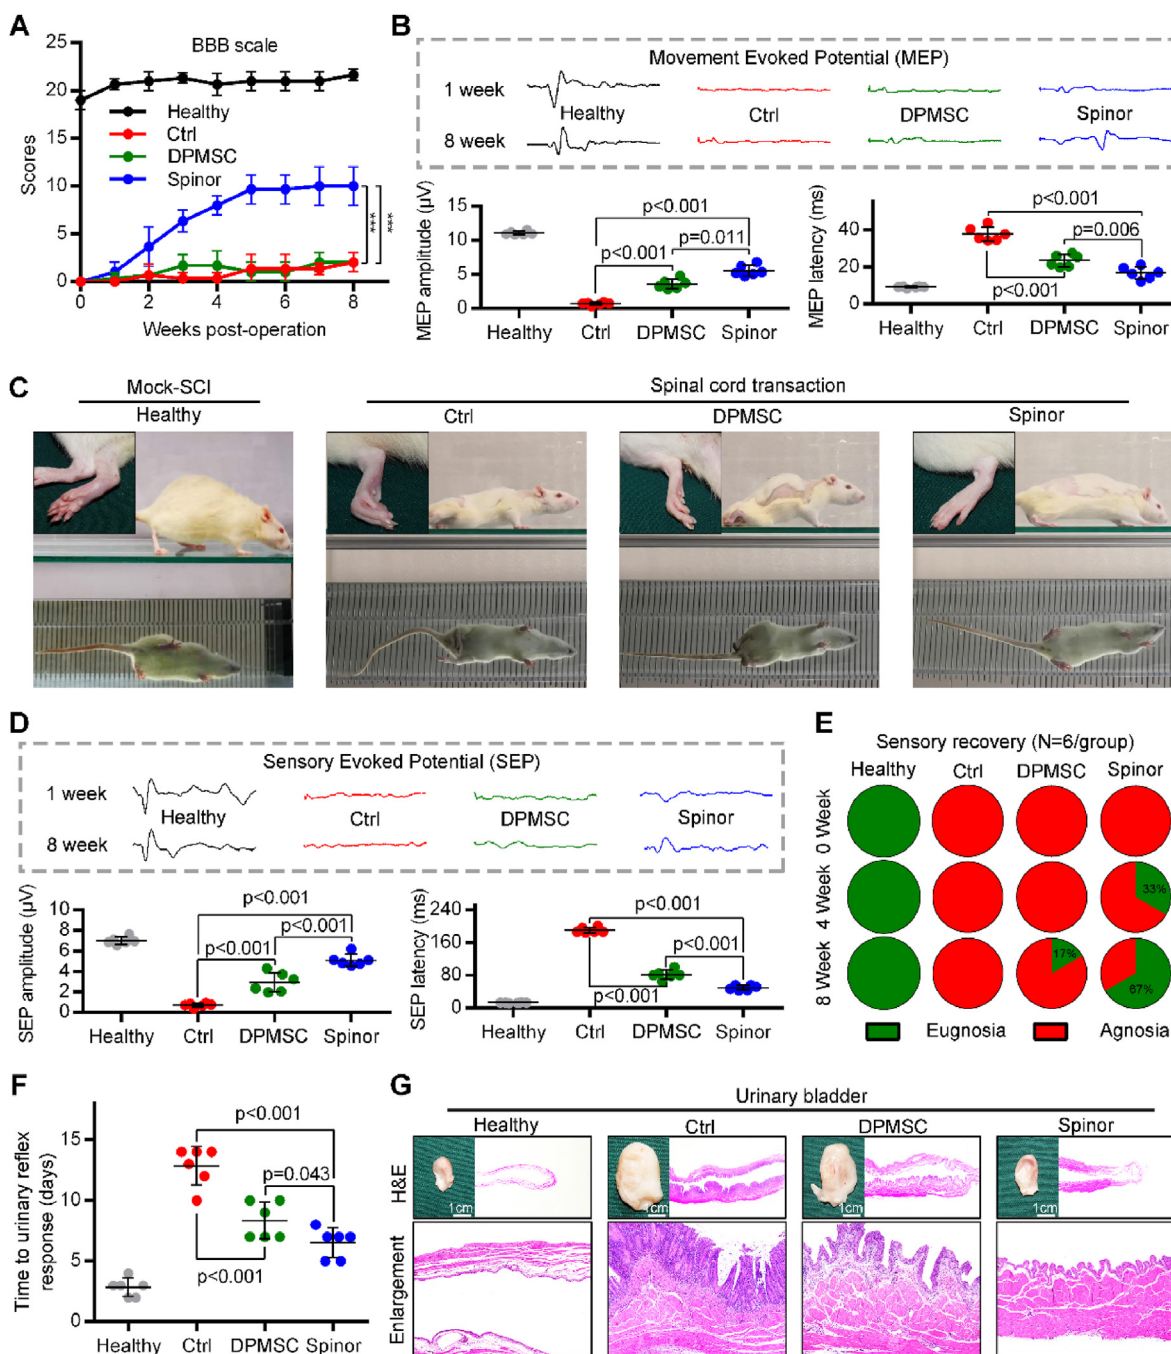 A
BBB scale
25
20
15
10
5
0
Scores
Healthy
Ctrl
DPMSC
Spinor
***
***
0 2 4 6 8
Weeks post-operation
B
Movement Evoked Potential (MEP)
1 week
Healthy Ctrl DPMSC Spinor
8 week
MEP amplitude (μV)
15
10
5
0
p<0.001
p<0.001 p=0.011
Healthy Ctrl DPMSC Spinor
MEP latency (ms)
40
20
0
p<0.001
p=0.006
p<0.001
Healthy Ctrl DPMSC Spinor
C
Mock-SCI Spinal cord transaction
Healthy Ctrl DPMSC Spinor
D
Sensory Evoked Potential (SEP)
1 week
Healthy Ctrl DPMSC Spinor
8 week
SEP amplitude (μV)
8
6
4
2
0
p<0.001
p<0.001
p<0.001
Healthy Ctrl DPMSC Spinor
SEP latency (ms)
240
160
80
0
p<0.001
p<0.001
p<0.001
Healthy Ctrl DPMSC Spinor
E
Sensory recovery (N=6/group)
Healthy Ctrl DPMSC Spinor
0 Week
4 Week
33%
8 Week
17%
67%
Eugnosia Agnosia
F
Time to urinary reflex
response (days)
15
10
5
0
p<0.001
p=0.043
p<0.001
Healthy Ctrl DPMSC Spinor
G
Urinary bladder
Healthy Ctrl DPMSC Spinor
H&E
1cm 1cm 1cm 1cm
Enlargement